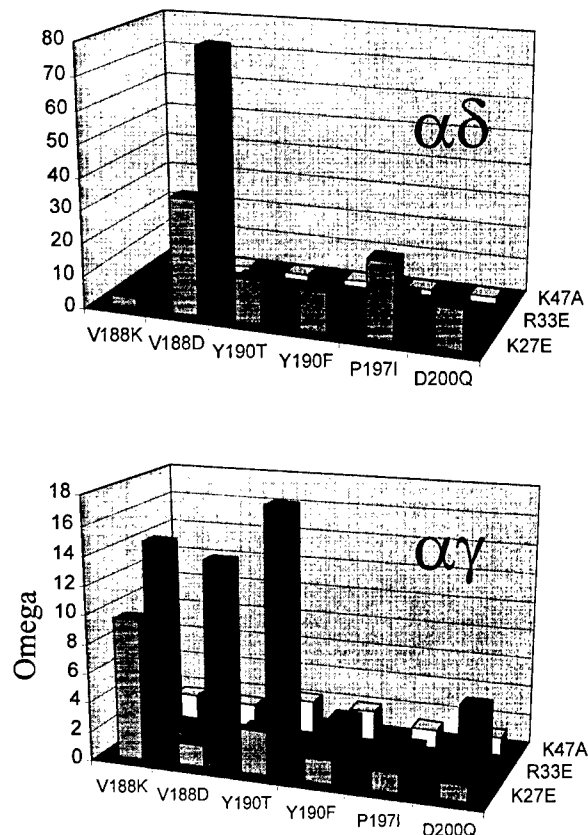 80
70
60
50
40
30
20
10
0
αδ
V188K
V188D
Y190T
Y190F
P197I
D200Q
K47A
R33E
K27E
18
16
14
12
10
8
6
4
2
0
Omega
αγ
V188K
V188D
Y190T
Y190F
P197I
D200Q
K47A
R33E
K27E